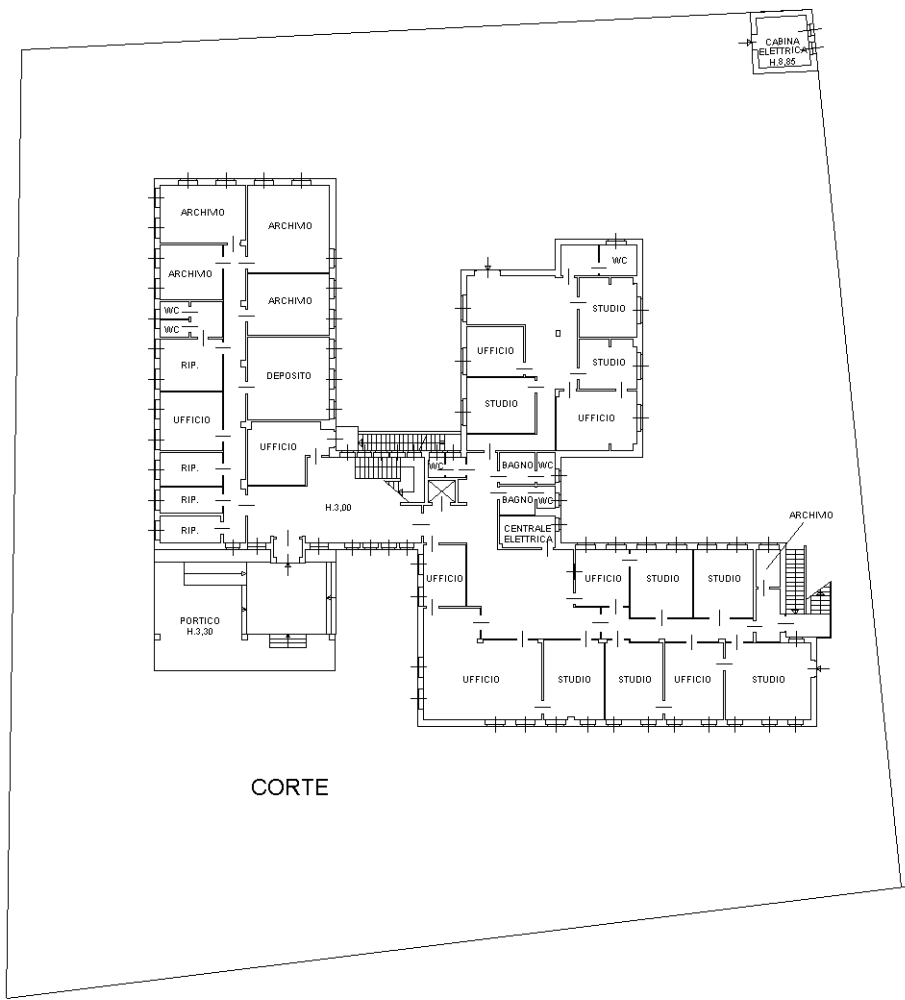 CABINA
ELETTRICA
H.8,85
ARCHIVIO
ARCHIVIO
ARCHIVIO
WC
WC
ARCHIVIO
RIP.
DEPOSITO
UFFICIO
UFFICIO
RIP.
RIP.
RIP.
H.3,00
PORTICO
H.3,30
WC
STUDIO
UFFICIO
STUDIO
STUDIO
UFFICIO
WC
BAGNO
WC
BAGNO
WC
CENTRALE
ELETTRICA
ARCHIVIO
UFFICIO
UFFICIO
STUDIO
STUDIO
UFFICIO
STUDIO
STUDIO
UFFICIO
STUDIO
CORTE